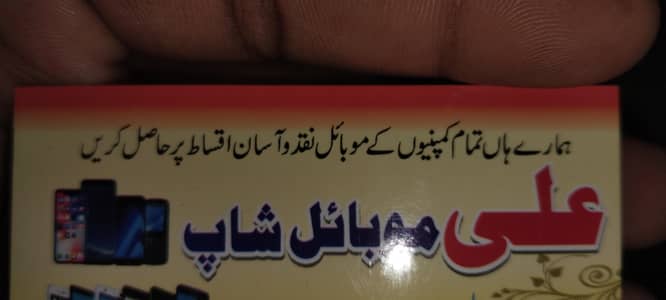 ہمارے ہاں تمام کمپنیوں کے موبائل نقد و آسان اقساط پر حاصل کریں
علی موبائل شاپ